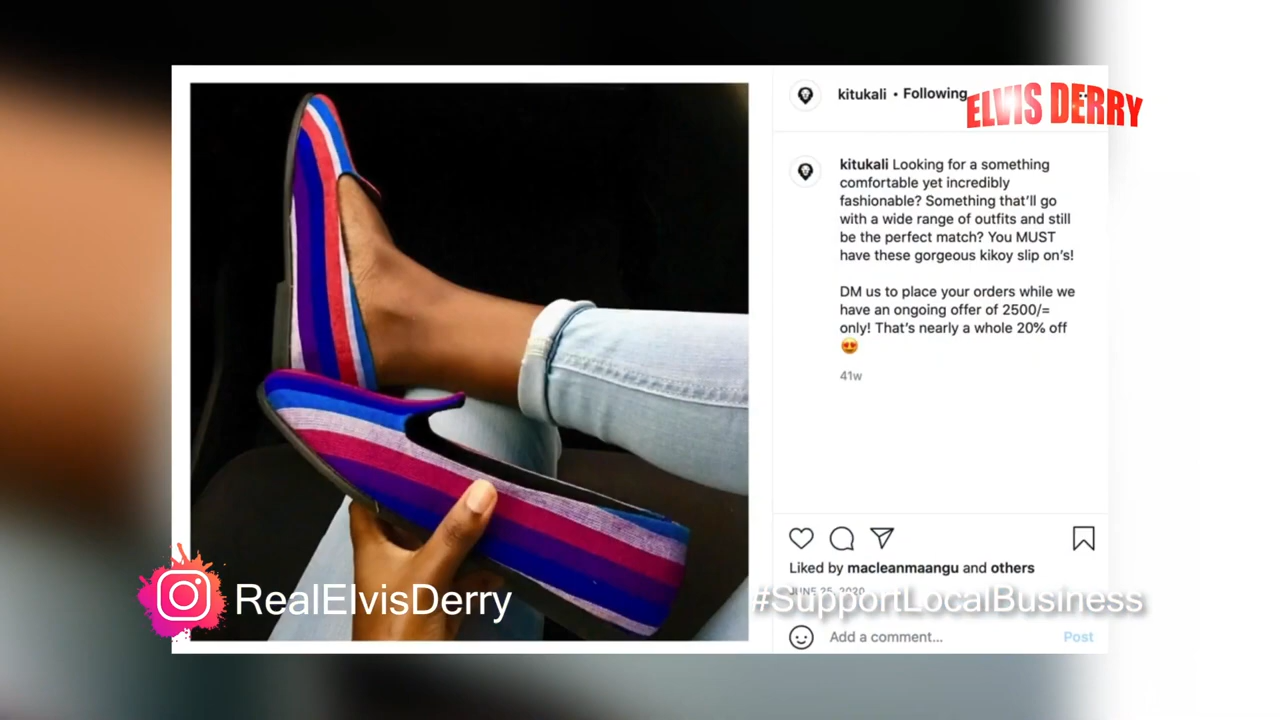 kitukali • Following
ELVIS DERRY
kitukali Looking for a something
comfortable yet incredibly
fashionable? Something that'll go
with a wide range of outfits and still
be the perfect match? You MUST
have these gorgeous kikoy slip on's!
DM us to place your orders while we
have an ongoing offer of 2500/=
only! That's nearly a whole 20% off
😍
41w
Liked by macleanmaangu and others
JUNE 25, 2020
RealElvisDerry
#SupportLocalBusiness
Add a comment...
Post